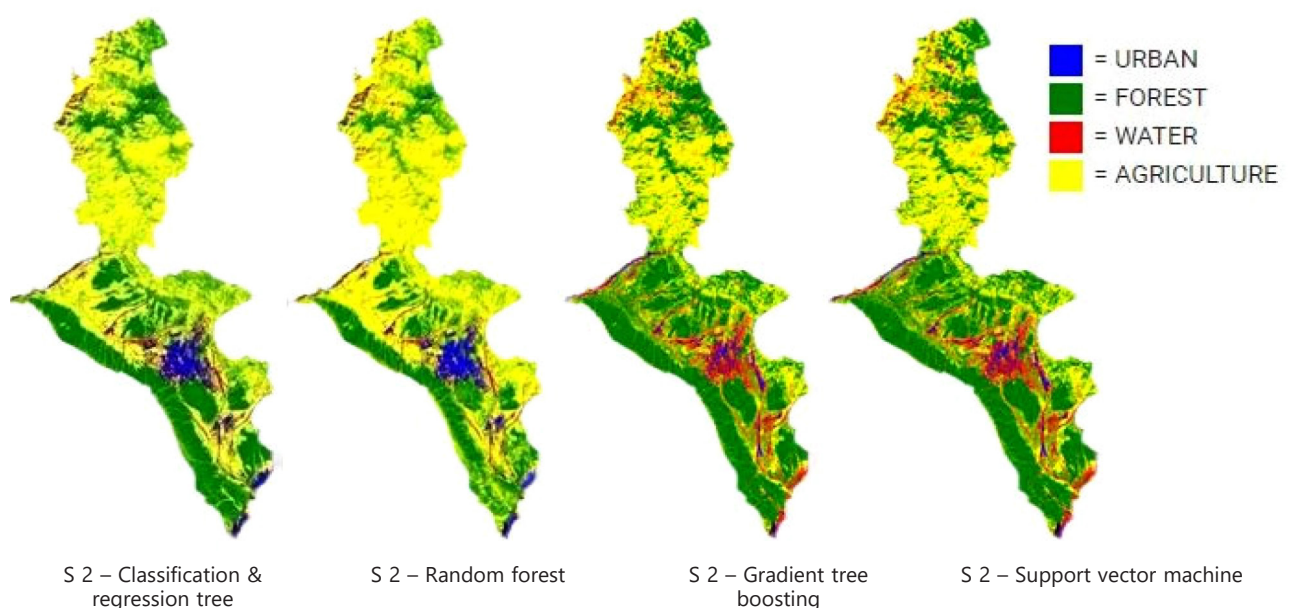 = URBAN
= FOREST
= WATER
= AGRICULTURE
S 2 – Classification &
regression tree
S 2 – Random forest
S 2 – Gradient tree
boosting
S 2 – Support vector machine